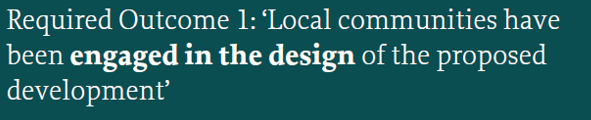 Required Outcome 1: ‘Local communities have
been engaged in the design of the proposed
development’